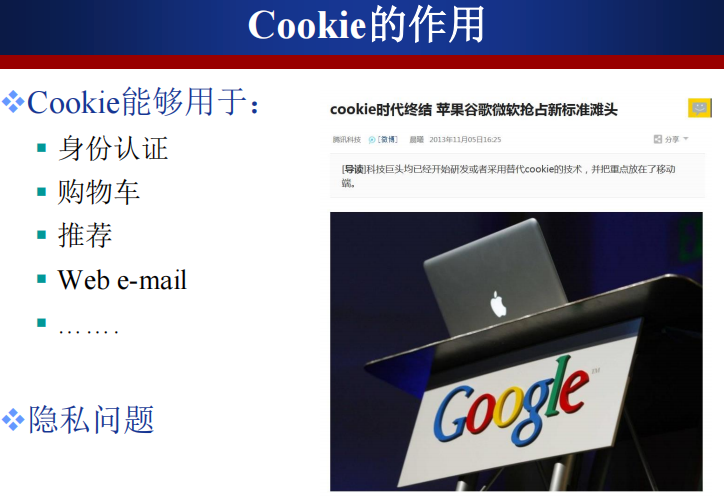 Cookie的作用
Cookie能够用于：
身份认证
购物车
推荐
Web e-mail
…….
隐私问题
cookie时代终结 苹果谷歌微软抢占新标准滩头
腾讯科技 [微博] 晨曦 2013年11月05日16:25 分享
[导读]科技巨头均已经开始研发或者采用替代cookie的技术，并把重点放在了移动
端。
Google
TM